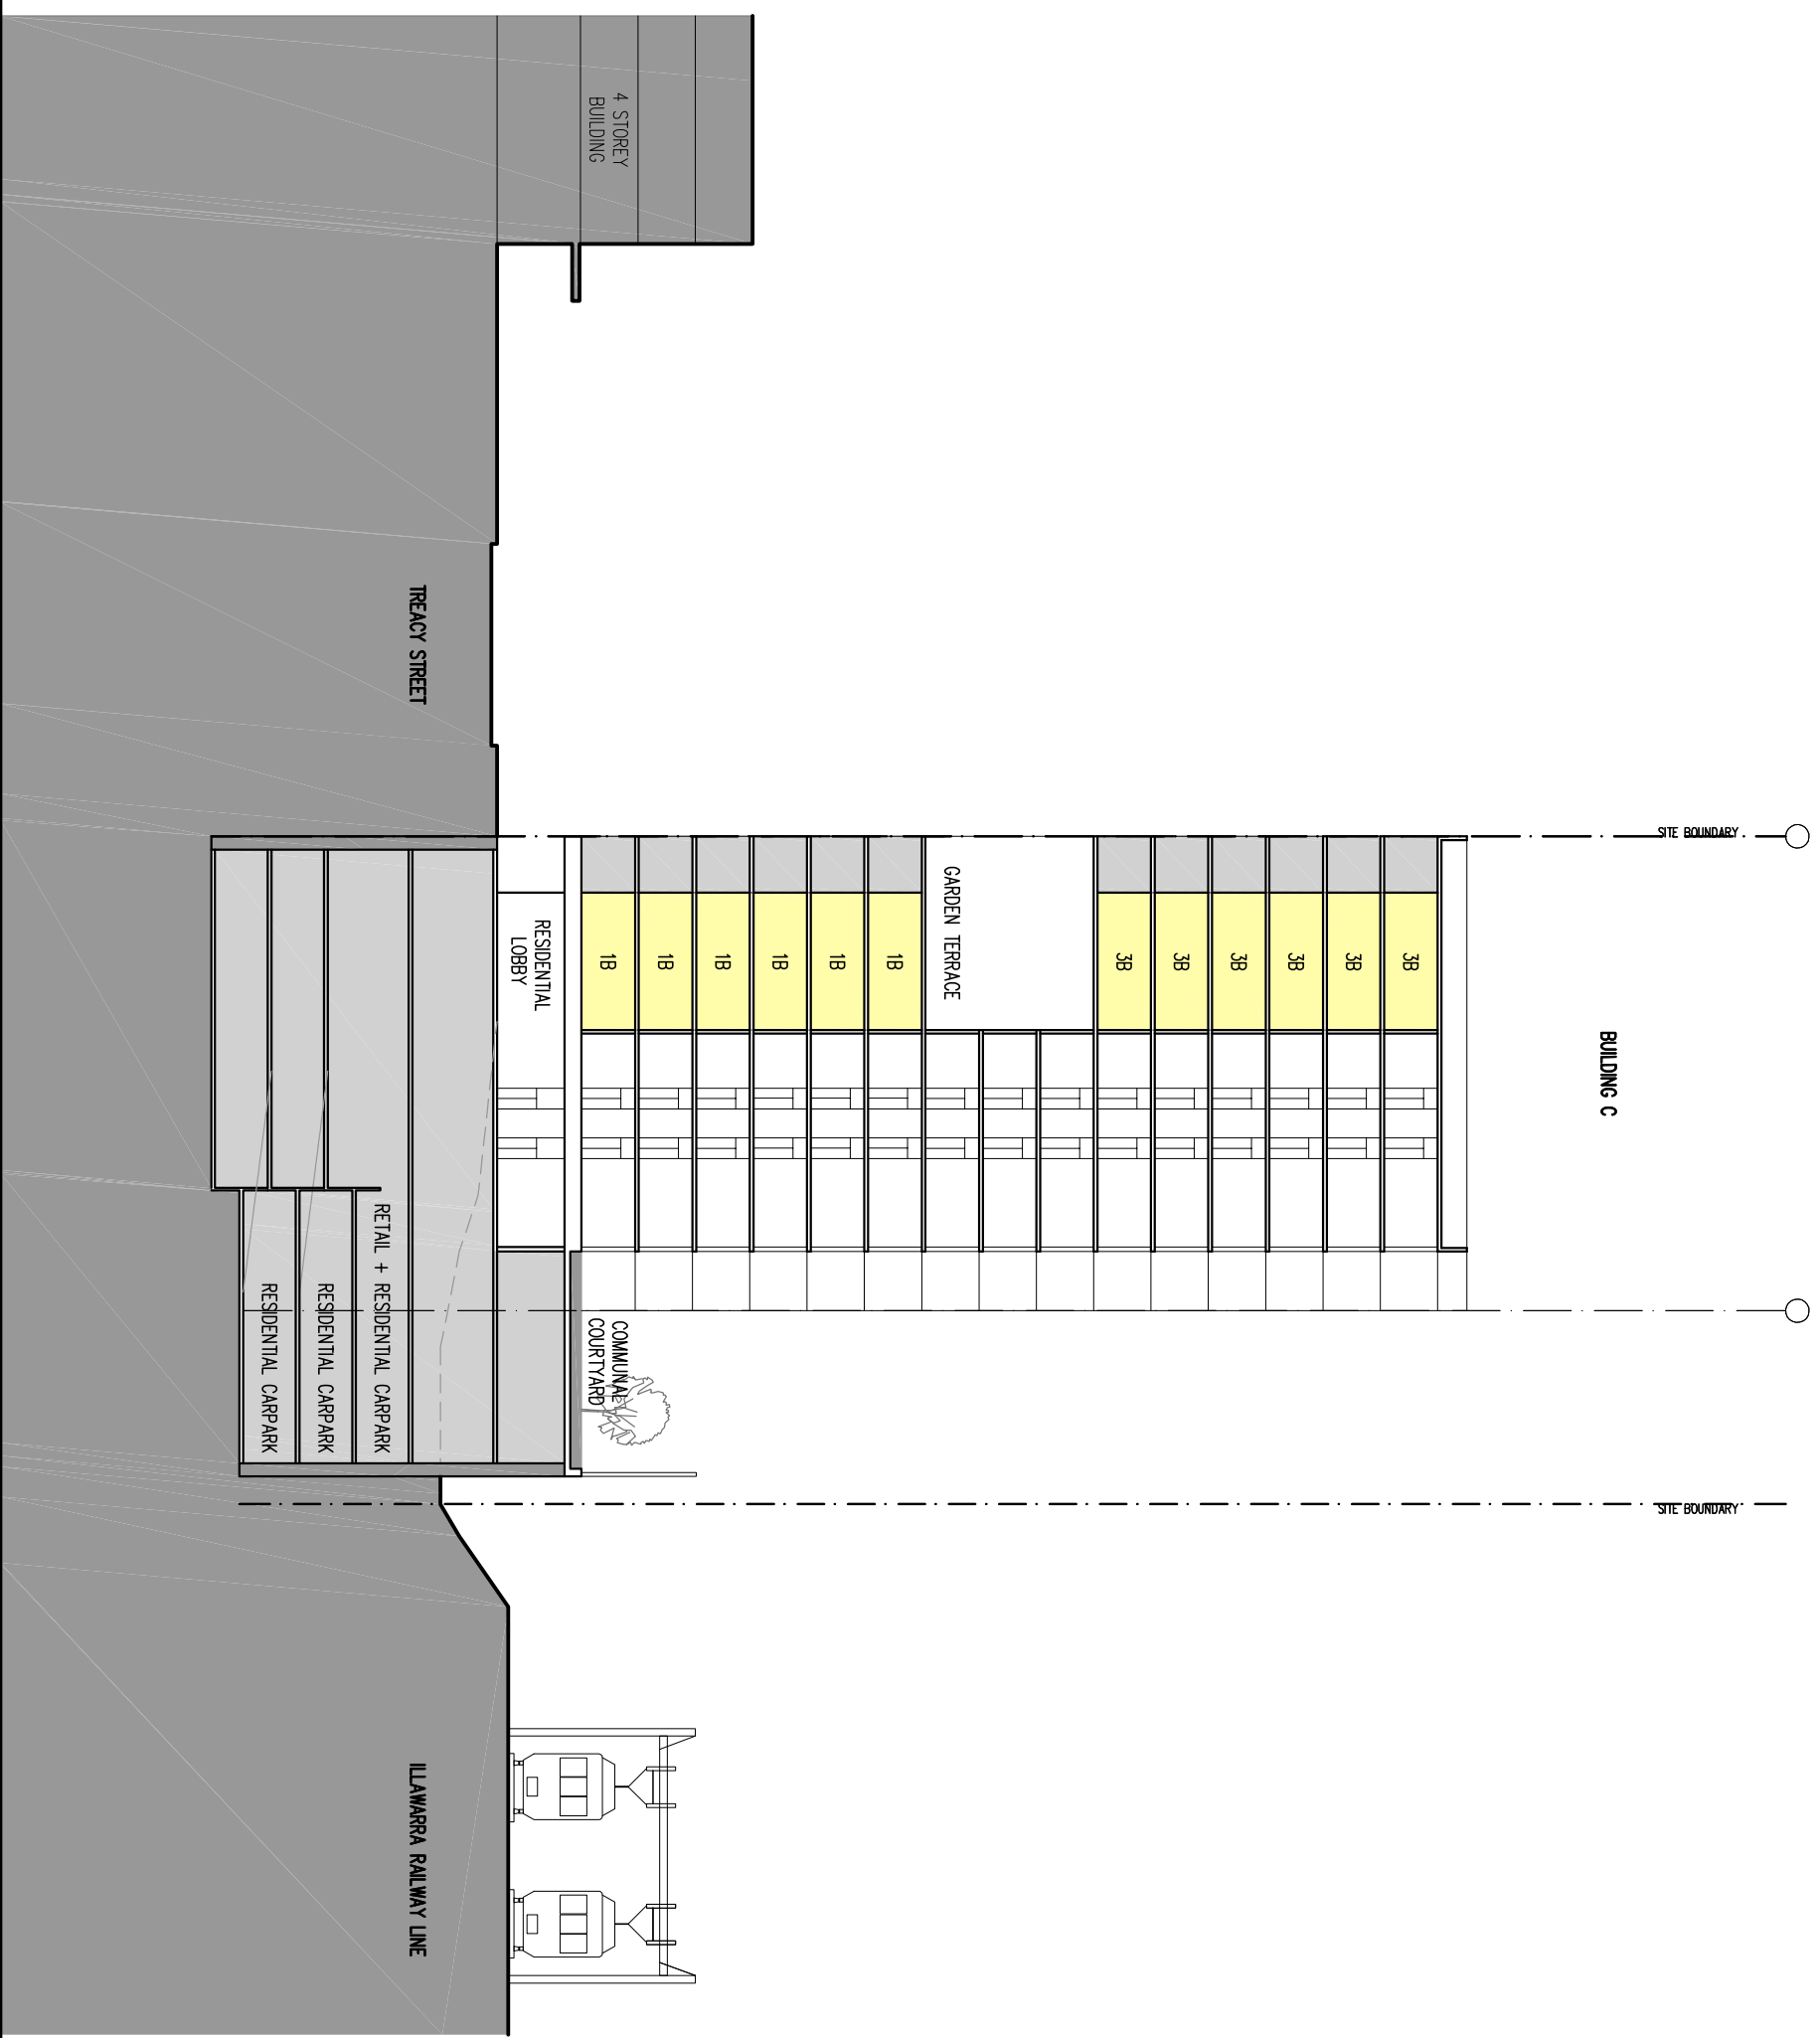 SITE BOUNDARY
SITE BOUNDARY
BUILDING C
3B
3B
3B
3B
3B
3B
GARDEN TERRACE
1B
1B
1B
1B
1B
1B
4 STOREY
BUILDING
COMMUNAL
COURTYARD
RESIDENTIAL
LOBBY
TREACY STREET
ILLAWARRA RAILWAY LINE
RETAIL + RESIDENTIAL CARPARK
RESIDENTIAL CARPARK
RESIDENTIAL CARPARK